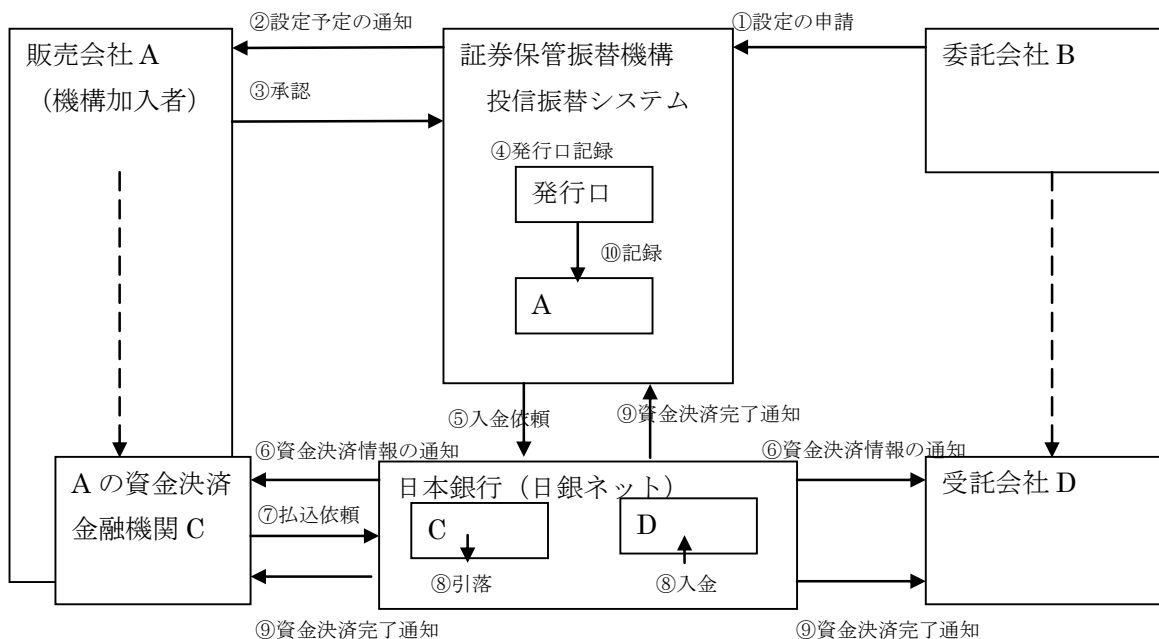 ②設定予定の通知
①設定の申請
販売会社 A
(機構加入者)
③承認
証券保管振替機構
投信振替システム
委託会社 B
④発行口記録
発行口
⑩記録
A
⑤入金依頼
⑨資金決済完了通知
⑥資金決済情報の通知
⑥資金決済情報の通知
A の資金決済
金融機関 C
⑦払込依頼
日本銀行(日銀ネット)
C
D
⑧引落
⑧入金
受託会社 D
⑨資金決済完了通知
⑨資金決済完了通知